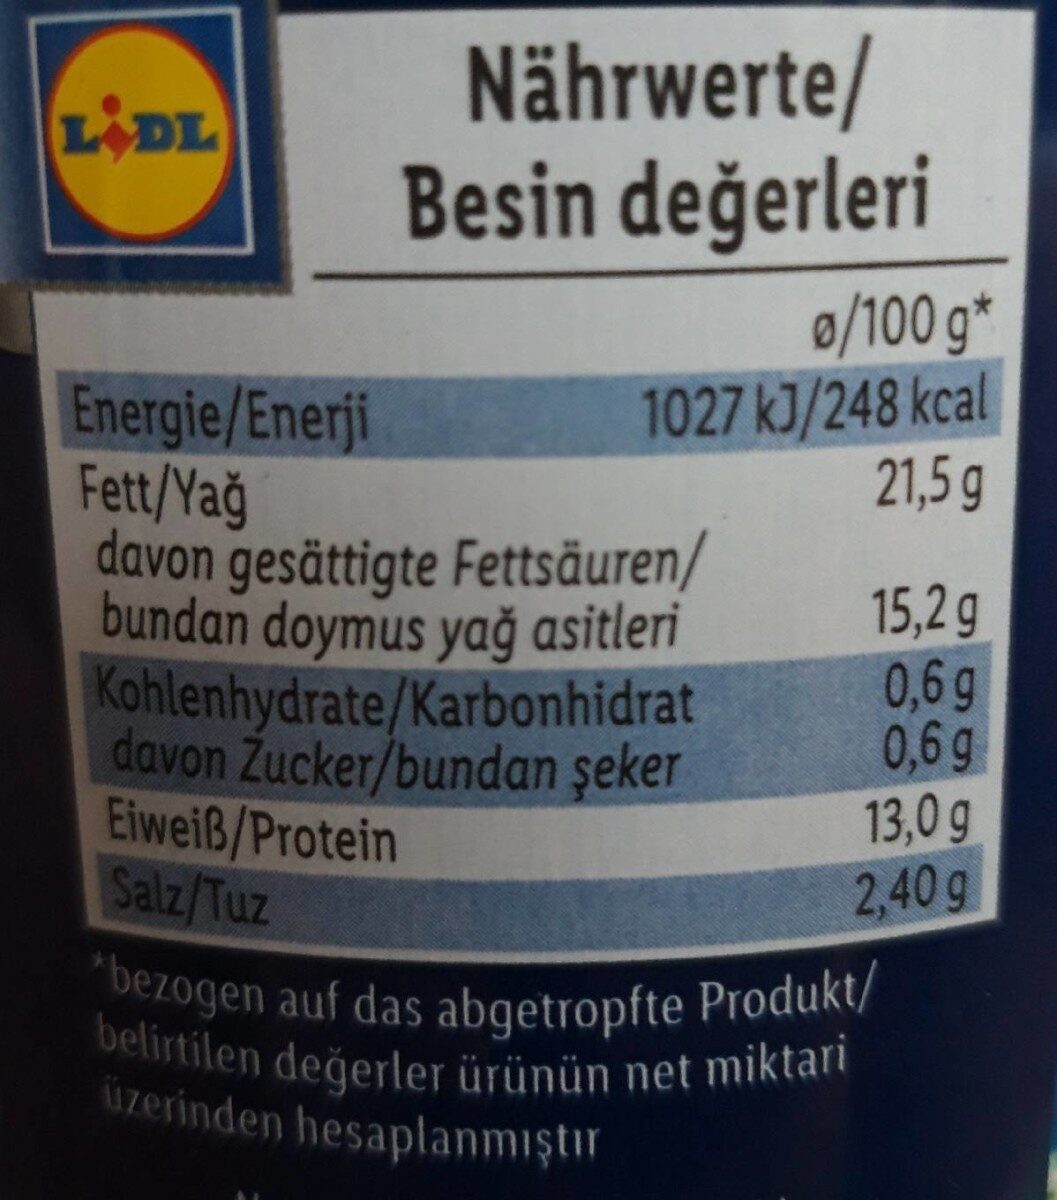 LIDL
Nährwerte/
Besin değerleri
ø/100 g*
Energie/Enerji 1027 kJ/248 kcal
Fett/Yağ 21,5 g
davon gesättigte Fettsäuren/
bundan doymus yağ asitleri 15,2 g
Kohlenhydrate/Karbonhidrat 0,6 g
davon Zucker/bundan şeker 0,6 g
Eiweiß/Protein 13,0 g
Salz/Tuz 2,40 g
*bezogen auf das abgetropfte Produkt/
belirtilen değerler ürünün net miktari
üzerinden hesaplanmıştır